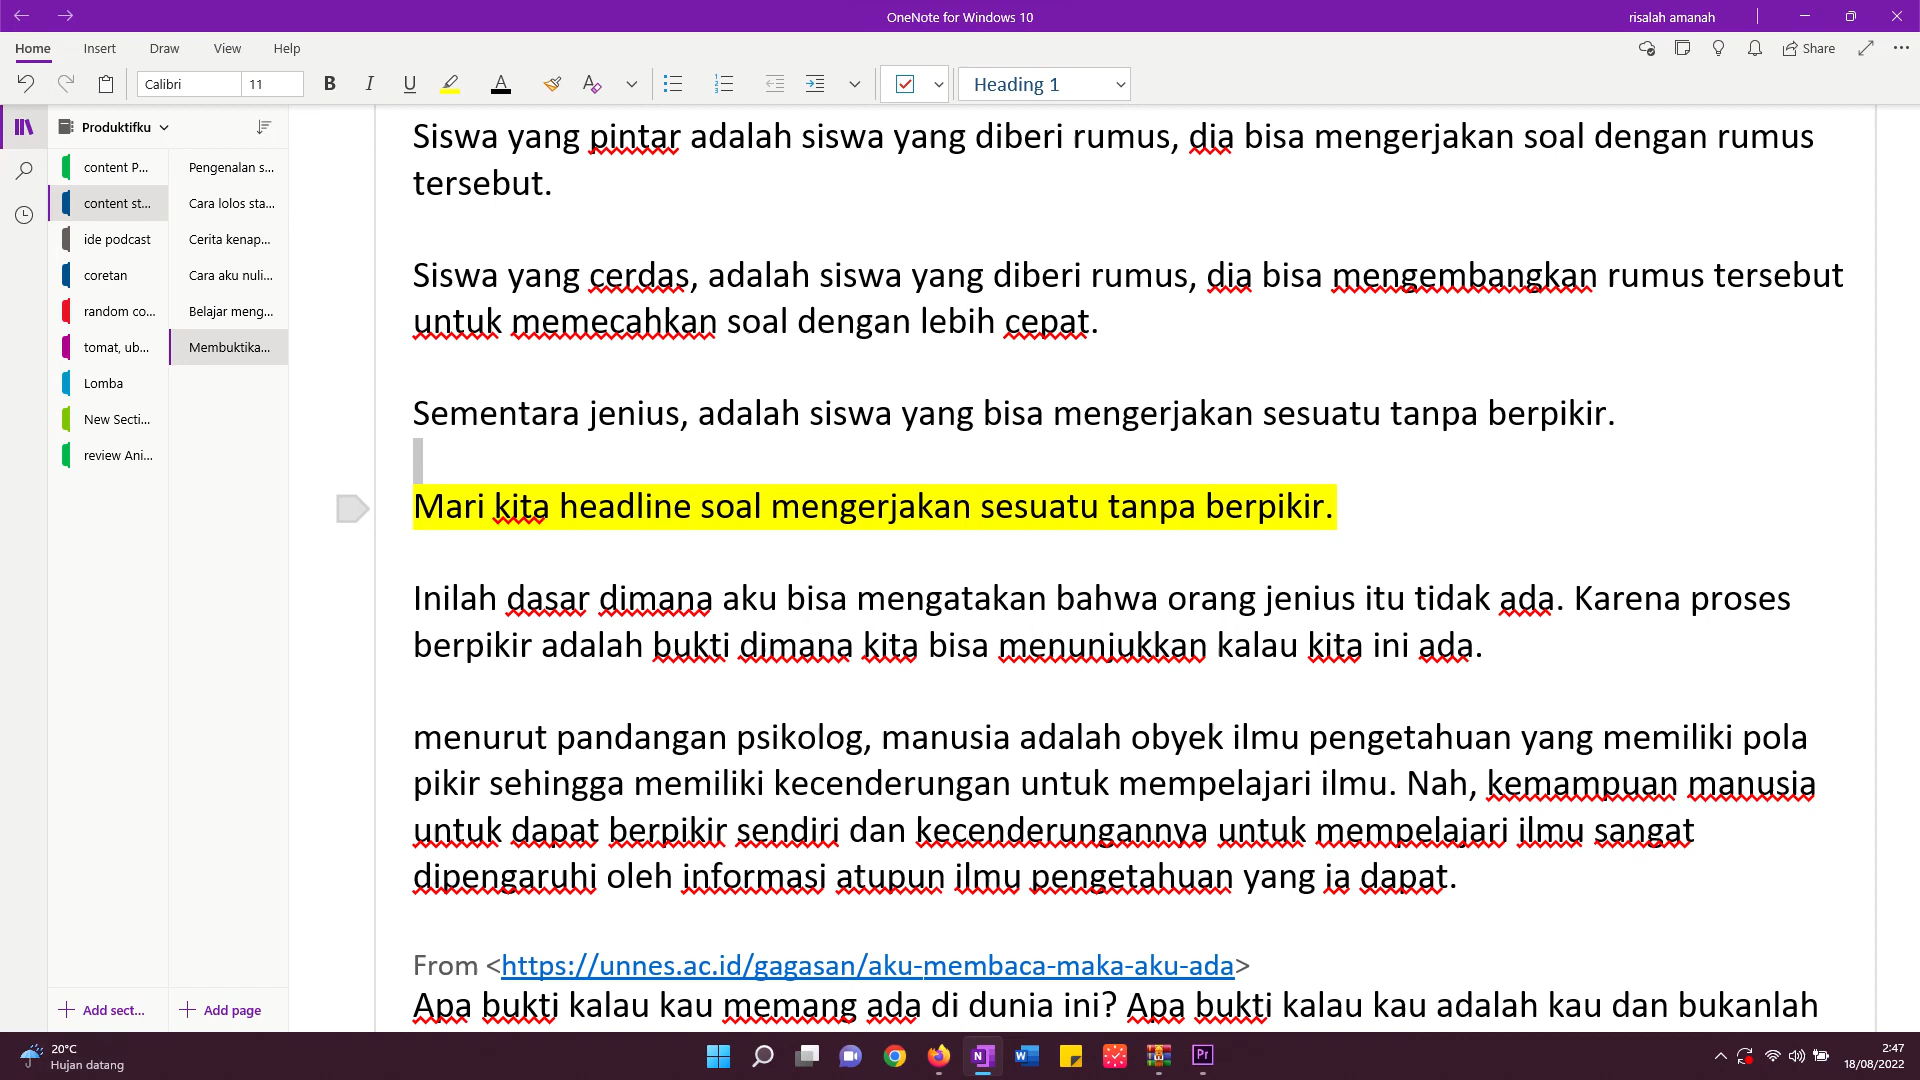 OneNote for Windows 10
risalah amanah
Home
Insert
Draw
View
Help
Share
Calibri
11
B
I
U
A
A
Heading 1
Produktifku
content P...
content st...
ide podcast
coretan
random co...
tomat, ub...
Lomba
New Secti...
review Ani...
Pengenalan s...
Cara lolos sta...
Cerita kenap...
Cara aku nuli...
Belajar meng...
Membuktika...
Siswa yang pintar adalah siswa yang diberi rumus, dia bisa mengerjakan soal dengan rumus
tersebut.
Siswa yang cerdas, adalah siswa yang diberi rumus, dia bisa mengembangkan rumus tersebut
untuk memecahkan soal dengan lebih cepat.
Sementara jenius, adalah siswa yang bisa mengerjakan sesuatu tanpa berpikir.
Mari kita headline soal mengerjakan sesuatu tanpa berpikir.
Inilah dasar dimana aku bisa mengatakan bahwa orang jenius itu tidak ada. Karena proses
berpikir adalah bukti dimana kita bisa menunjukkan kalau kita ini ada.
menurut pandangan psikolog, manusia adalah obyek ilmu pengetahuan yang memiliki pola
pikir sehingga memiliki kecenderungan untuk mempelajari ilmu. Nah, kemampuan manusia
untuk dapat berpikir sendiri dan kecenderungannya untuk mempelajari ilmu sangat
dipengaruhi oleh informasi atupun ilmu pengetahuan yang ia dapat.
From <https://unnes.ac.id/gagasan/aku-membaca-maka-aku-ada>
Apa bukti kalau kau memang ada di dunia ini? Apa bukti kalau kau adalah kau dan bukanlah
Add sect...
Add page
20°C
Hujan datang
N
W
Pr
2:47
18/08/2022